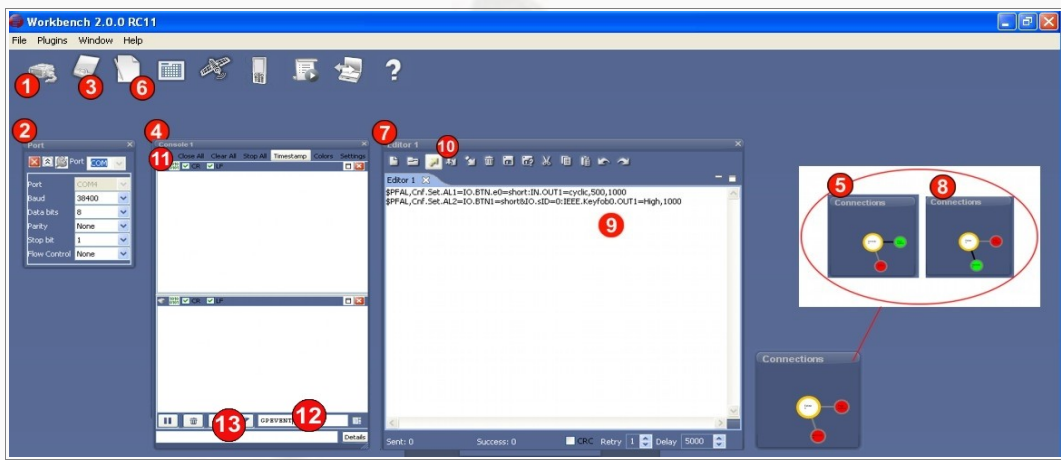 Workbench 2.0.0 RC11
File Plugins Window Help
1
3
6
?
2
Port
Port COM
Port COM4
Baud 38400
Data bits 8
Parity None
Stop bit 1
Flow Control None
4
Console 1
11
Close All Clear All Stop All Timestamp Colors Settings
CR LF
CR LF
13
GPEVENT
12
Details
7
Editor 1
10
Editor 1
$PFAL,Cnf.Set.AL1=IO.BTN.e0=short:IN.OUT1=cyclic,500,1000
$PFAL,Cnf.Set.AL2=IO.BTN1=short&IO.sID=0:IEEE.Keyfob0.OUT1=High,1000
9
Sent: 0 Success: 0 CRC Retry 1 Delay 5000
5
Connections
8
Connections
Connections